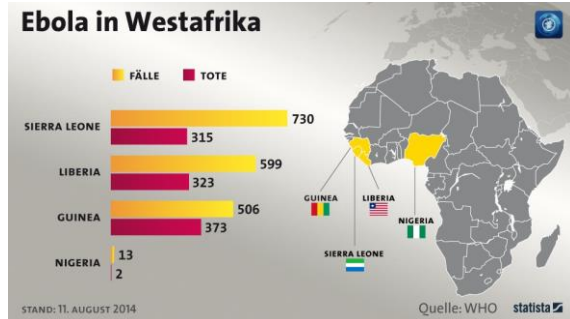 Ebola in Westafrika
FÄLLE TOTE
SIERRA LEONE
730
315
LIBERIA
599
323
GUINEA
506
373
NIGERIA
13
2
GUINEA
LIBERIA
NIGERIA
SIERRA LEONE
STAND: 11. AUGUST 2014
Quelle: WHO statista